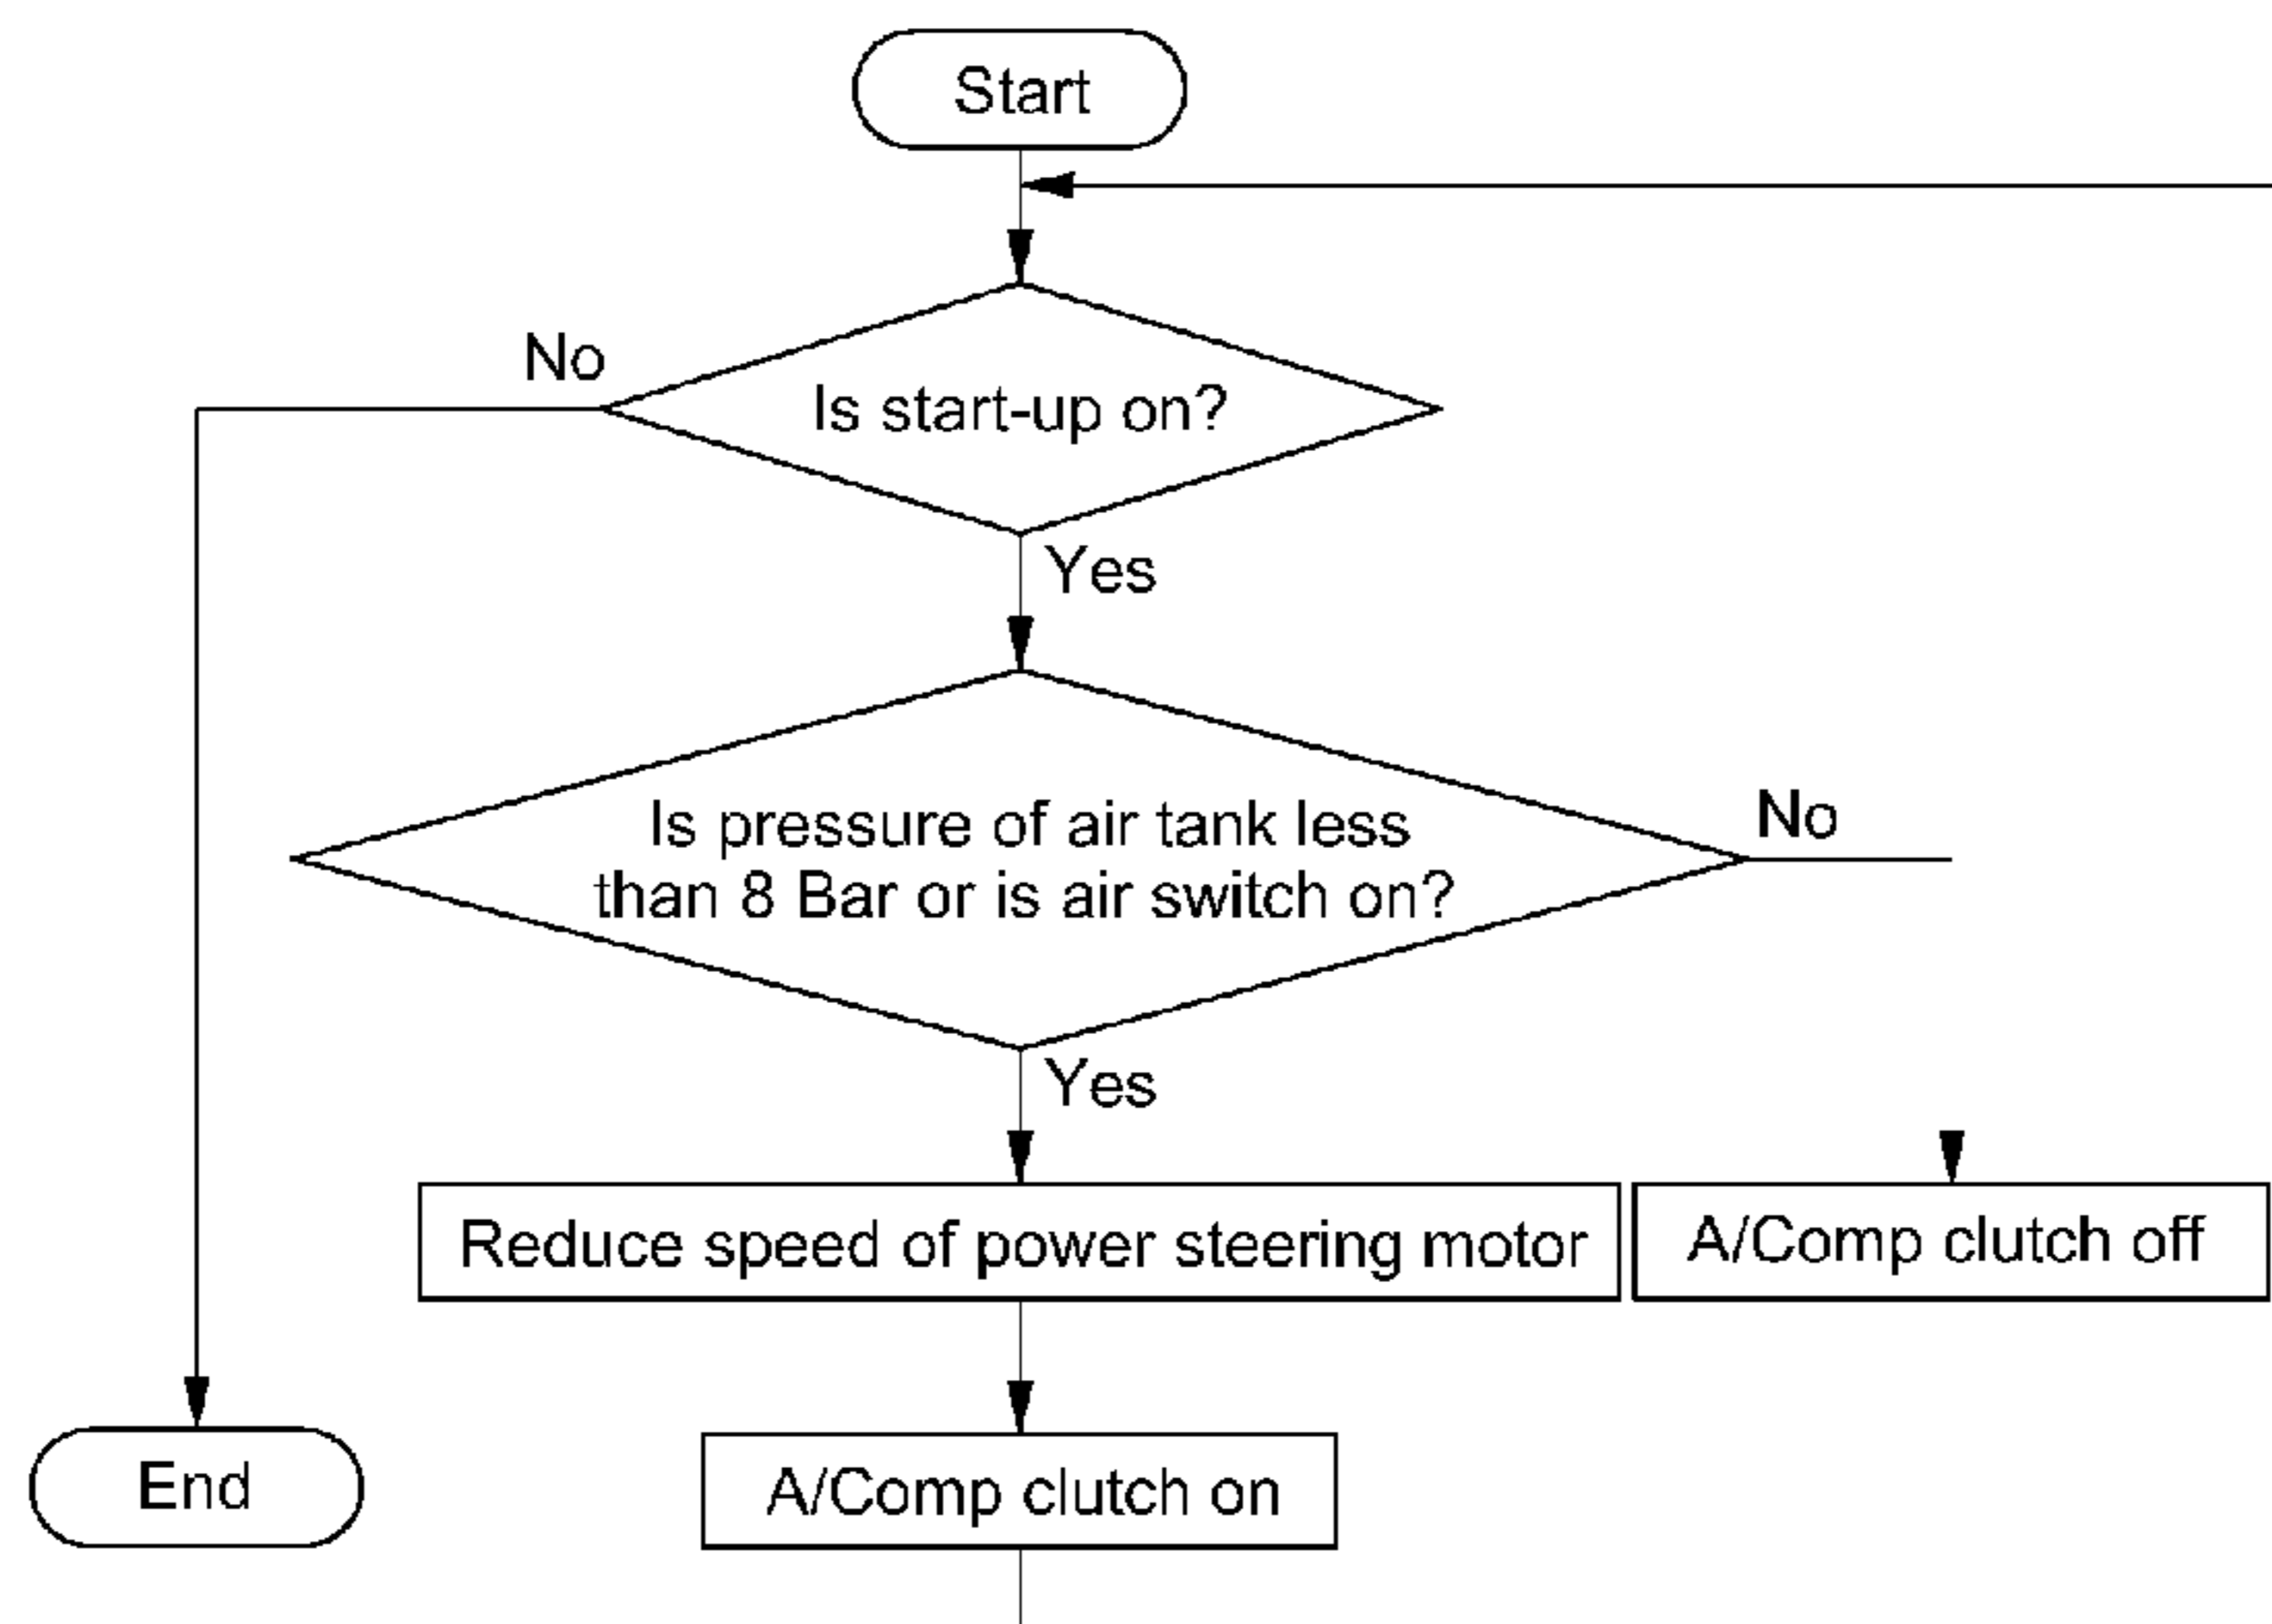 Start
No
Is start-up on?
Yes
Is pressure of air tank less
than 8 Bar or is air switch on?
No
Yes
Reduce speed of power steering motor
A/Comp clutch off
End
A/Comp clutch on